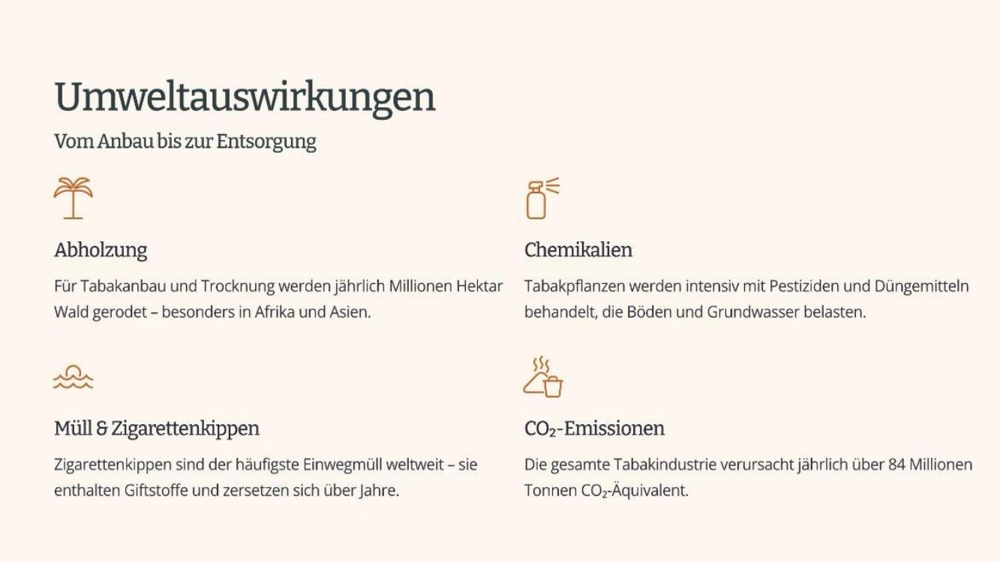 Umweltauswirkungen
Vom Anbau bis zur Entsorgung
Abholzung
Für Tabakanbau und Trocknung werden jährlich Millionen Hektar
Wald gerodet – besonders in Afrika und Asien.
Chemikalien
Tabakpflanzen werden intensiv mit Pestiziden und Düngemitteln
behandelt, die Böden und Grundwasser belasten.
Müll & Zigarettenkippen
Zigarettenkippen sind der häufigste Einwegmüll weltweit – sie
enthalten Giftstoffe und zersetzen sich über Jahre.
CO₂-Emissionen
Die gesamte Tabakindustrie verursacht jährlich über 84 Millionen
Tonnen CO₂-Äquivalent.